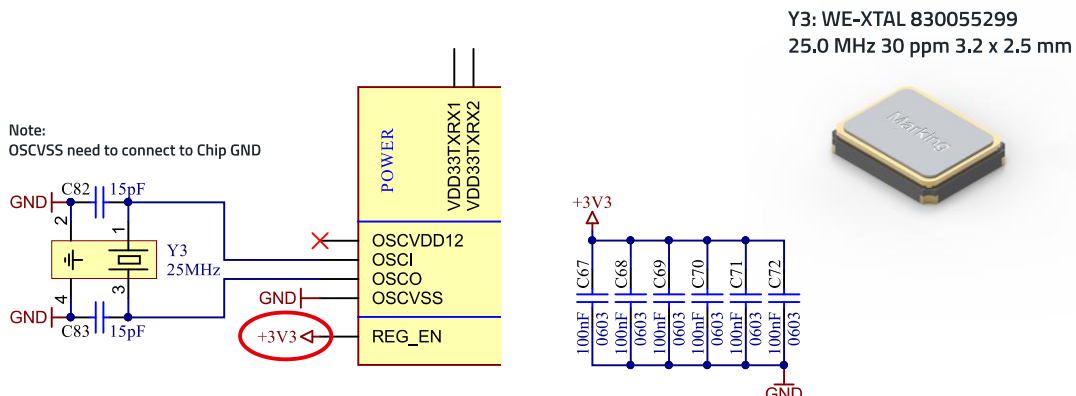 Y3: WE-XTAL 830055299
25.0 MHz 30 ppm 3.2 x 2.5 mm
Marking
Note:
OSCVSS need to connect to Chip GND
POWER
VDD33TXRX1
VDD33TXRX2
GND
C82
15pF
2
1
Y3
25MHz
4
3
GND
C83
15pF
OSCVDD12
OSCI
OSCO
GND
OSCVSS
+3V3
REG_EN
+3V3
C67
C68
C69
C70
C71
C72
100nF
0603
100nF
0603
100nF
0603
100nF
0603
100nF
0603
100nF
0603
GND